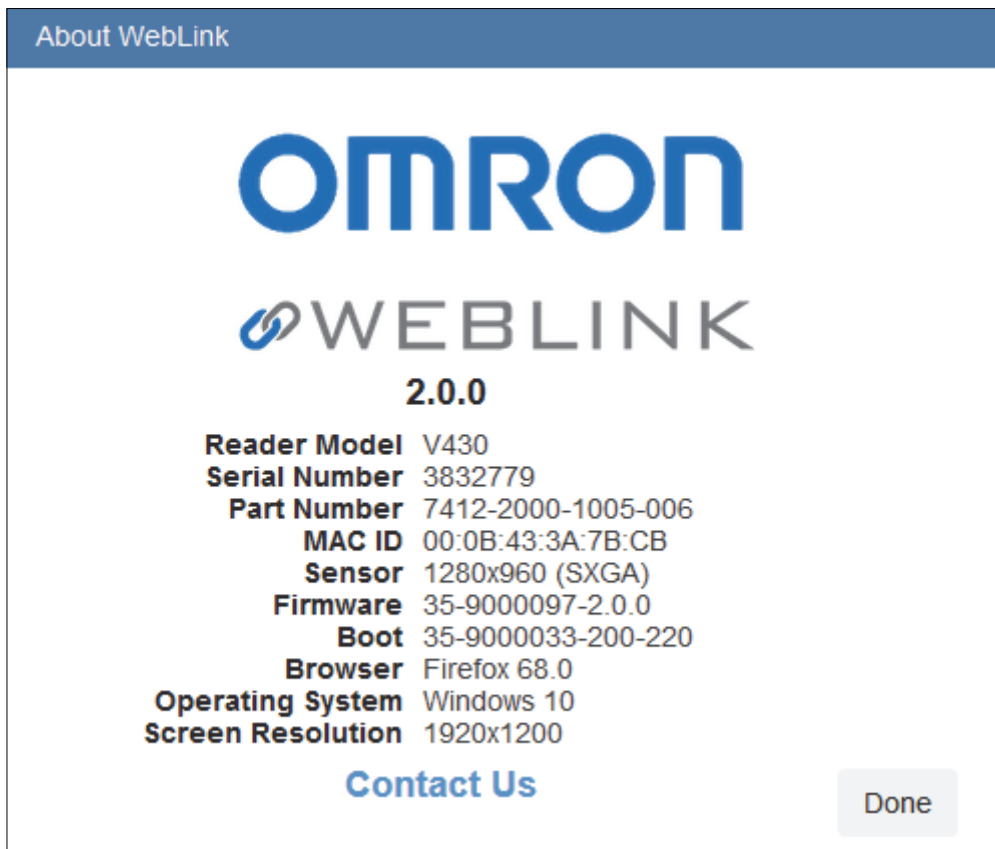 About WebLink
OMRON
WEBLINK
2.0.0
Reader Model V430
Serial Number 3832779
Part Number 7412-2000-1005-006
MAC ID 00:0B:43:3A:7B:CB
Sensor 1280x960 (SXGA)
Firmware 35-9000097-2.0.0
Boot 35-9000033-200-220
Browser Firefox 68.0
Operating System Windows 10
Screen Resolution 1920x1200
Contact Us
Done